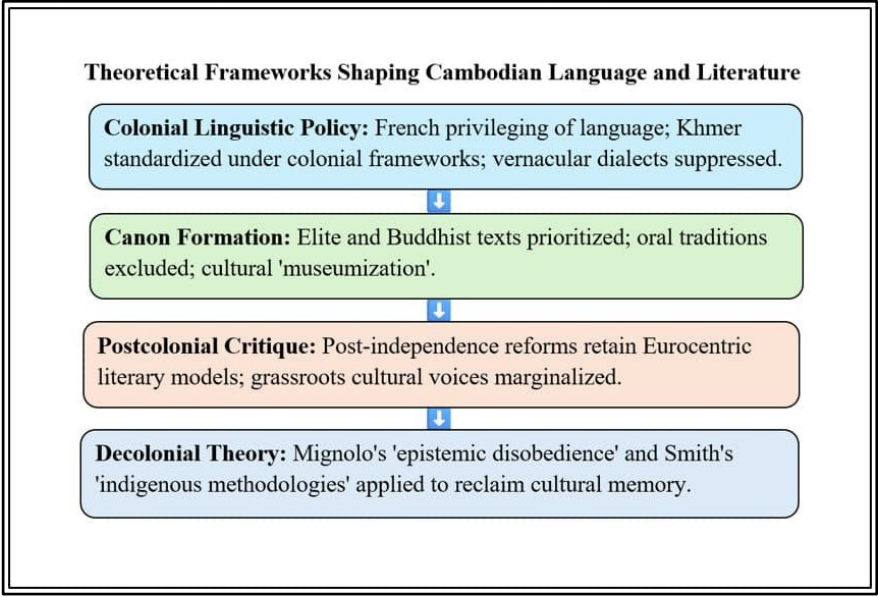 Theoretical Frameworks Shaping Cambodian Language and Literature
Colonial Linguistic Policy: French privileging of language; Khmer
standardized under colonial frameworks; vernacular dialects suppressed.
Canon Formation: Elite and Buddhist texts prioritized; oral traditions
excluded; cultural 'museumization'.
Postcolonial Critique: Post-independence reforms retain Eurocentric
literary models; grassroots cultural voices marginalized.
Decolonial Theory: Mignolo's 'epistemic disobedience' and Smith's
'indigenous methodologies' applied to reclaim cultural memory.